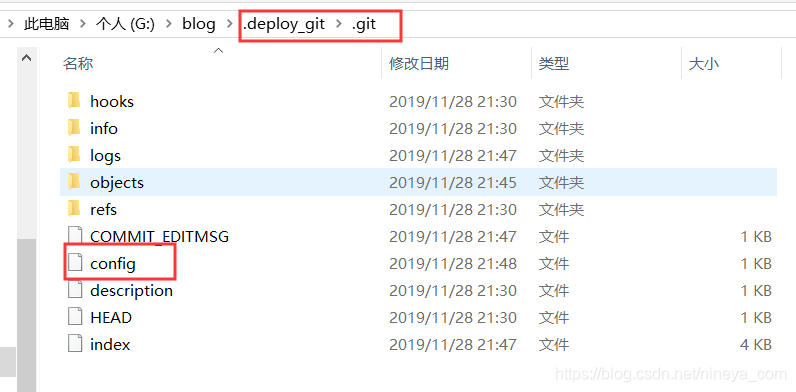 此电脑 > 个人 (G:) > blog > .deploy_git > .git
名称 修改日期 类型 大小
hooks 2019/11/28 21:30 文件夹
info 2019/11/28 21:30 文件夹
logs 2019/11/28 21:47 文件夹
objects 2019/11/28 21:45 文件夹
refs 2019/11/28 21:30 文件夹
COMMIT_EDITMSG 2019/11/28 21:47 文件 1 KB
config 2019/11/28 21:48 文件 1 KB
description 2019/11/28 21:30 文件 1 KB
HEAD 2019/11/28 21:30 文件 1 KB
index 2019/11/28 21:47 文件 4 KB
https://blog.csdn.net/nineya_com